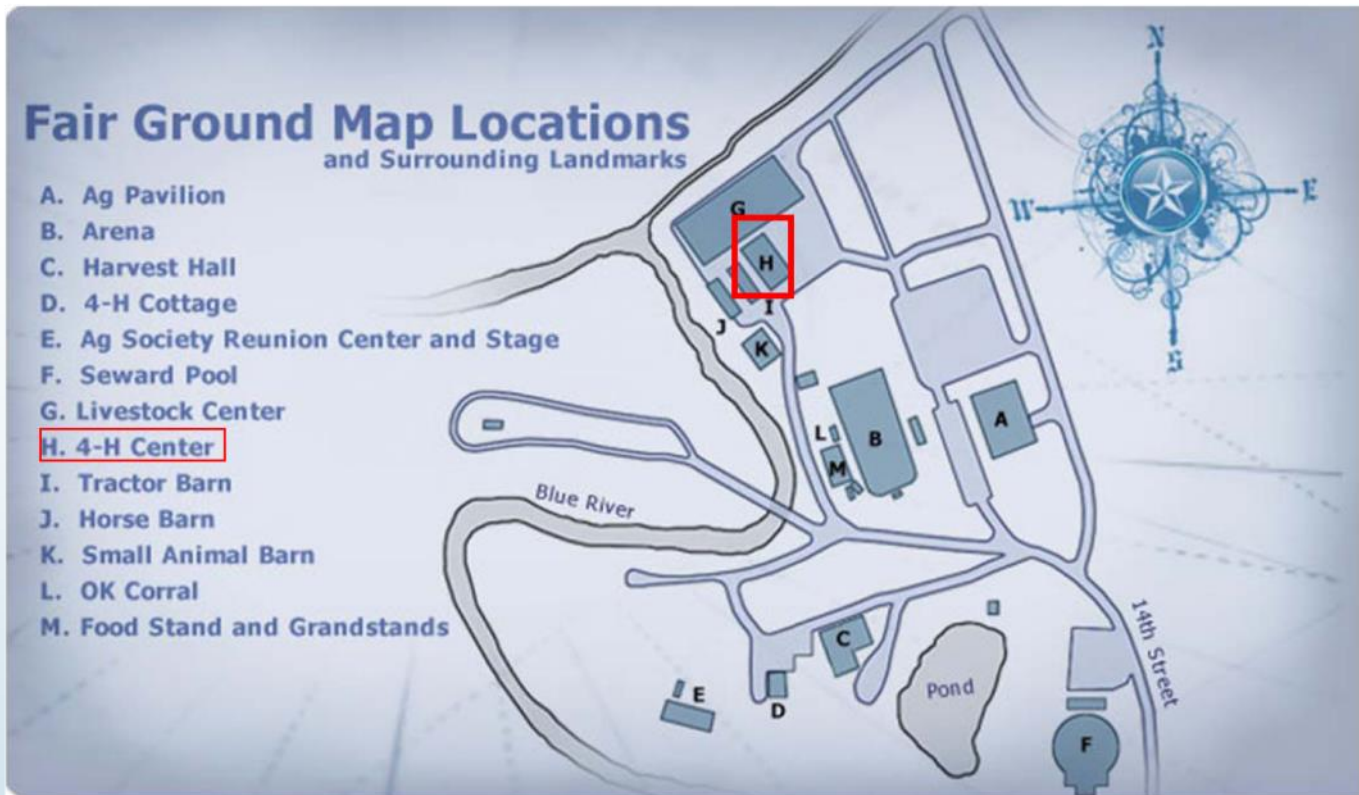 Fair Ground Map Locations
and Surrounding Landmarks
A. Ag Pavilion
B. Arena
C. Harvest Hall
D. 4-H Cottage
E. Ag Society Reunion Center and Stage
F. Seward Pool
G. Livestock Center
H. 4-H Center
I. Tractor Barn
J. Horse Barn
K. Small Animal Barn
L. OK Corral
M. Food Stand and Grandstands
N
W
E
S
G
H
I
J
K
L
B
A
M
Blue River
14th Street
C
Pond
E
D
F